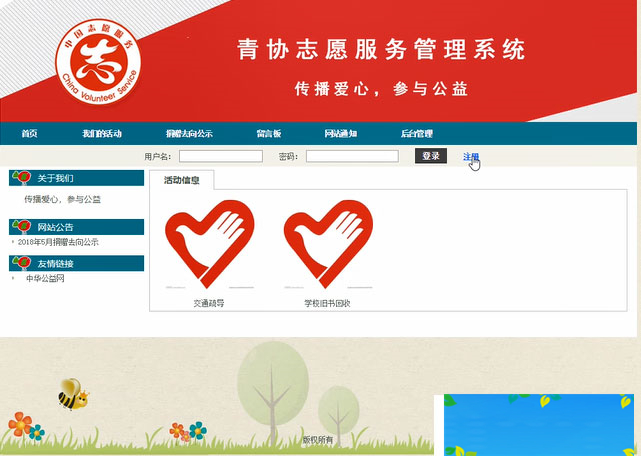 中国志愿服务
China Volunteer Service
青协志愿服务管理系统
传播爱心，参与公益
首页 我们的活动 捐赠去向公示 留言板 网站通知 后台管理
用户名: 密码: 登录 注册
关于我们
传播爱心，参与公益
网站公告
2018年5月捐赠去向公示
友情链接
中华公益网
活动信息
交通疏导 学校旧书回收
版权所有